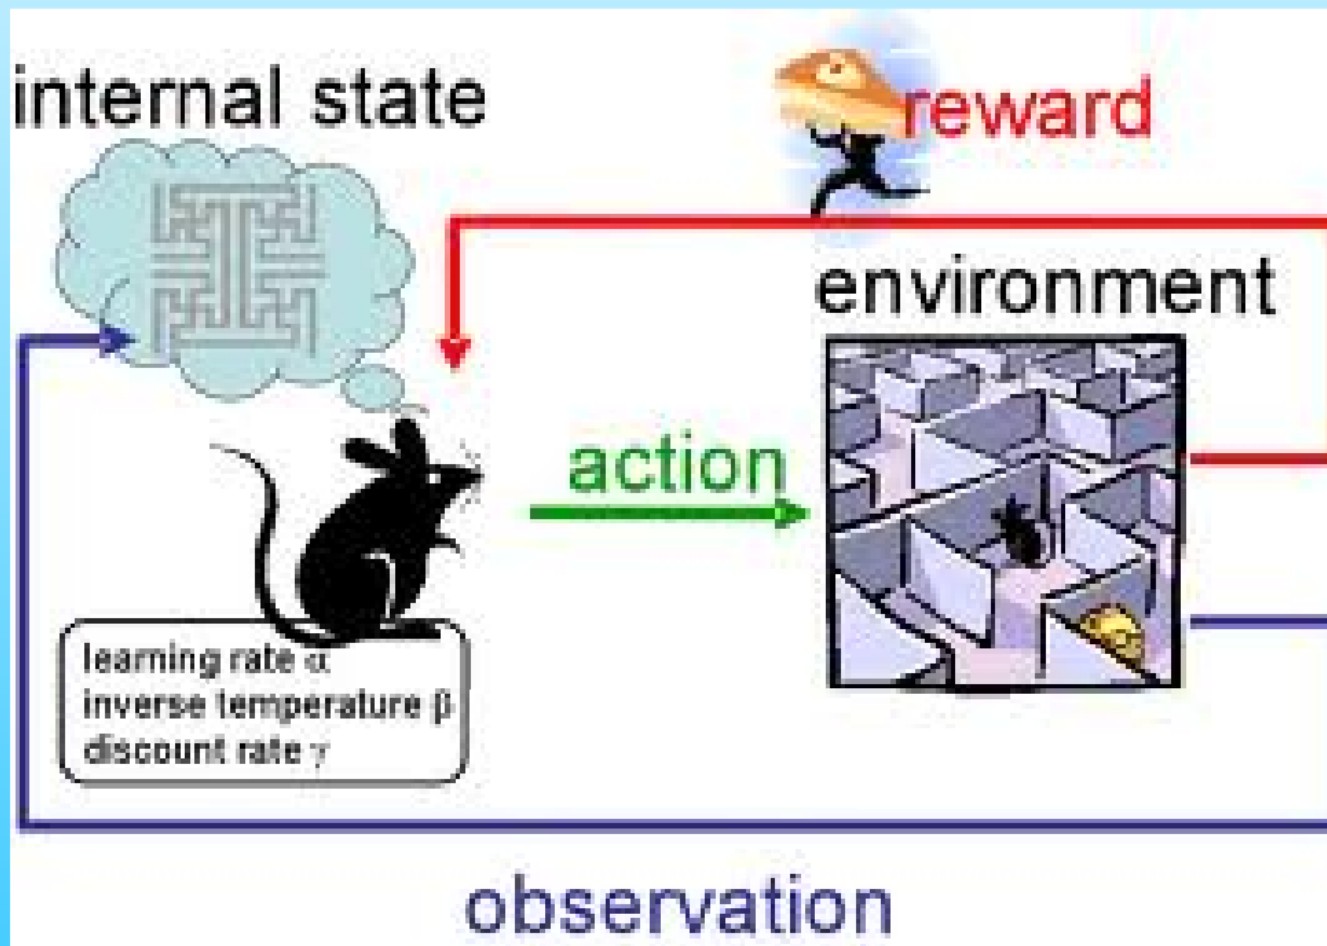 internal state
reward
environment
action
learning rate α
inverse temperature β
discount rate γ
observation